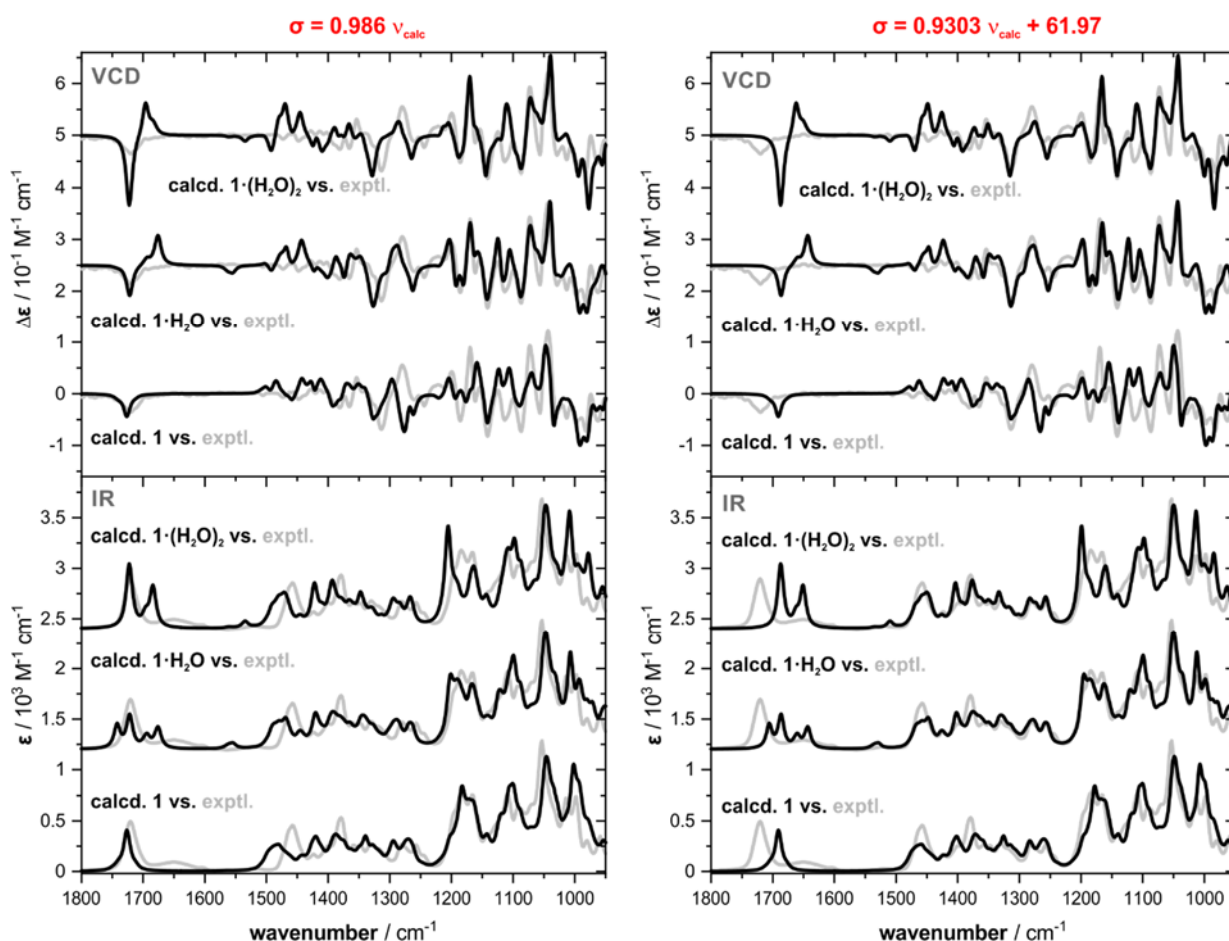 σ = 0.986 ν_calc
VCD
6
5
4
3
2
1
0
-1
Δε / 10⁻¹ M⁻¹ cm⁻¹
calcd. 1·(H₂O)₂ vs. exptl.
calcd. 1·H₂O vs. exptl.
calcd. 1 vs. exptl.
IR
3.5
3
2.5
2
1.5
1
0.5
0
ε / 10³ M⁻¹ cm⁻¹
calcd. 1·(H₂O)₂ vs. exptl.
calcd. 1·H₂O vs. exptl.
calcd. 1 vs. exptl.
1800 1700 1600 1500 1400 1300 1200 1100 1000
wavenumber / cm⁻¹
σ = 0.9303 ν_calc + 61.97
VCD
6
5
4
3
2
1
0
-1
Δε / 10⁻¹ M⁻¹ cm⁻¹
calcd. 1·(H₂O)₂ vs. exptl.
calcd. 1·H₂O vs. exptl.
calcd. 1 vs. exptl.
IR
3.5
3
2.5
2
1.5
1
0.5
0
ε / 10³ M⁻¹ cm⁻¹
calcd. 1·(H₂O)₂ vs. exptl.
calcd. 1·H₂O vs. exptl.
calcd. 1 vs. exptl.
1800 1700 1600 1500 1400 1300 1200 1100 1000
wavenumber / cm⁻¹